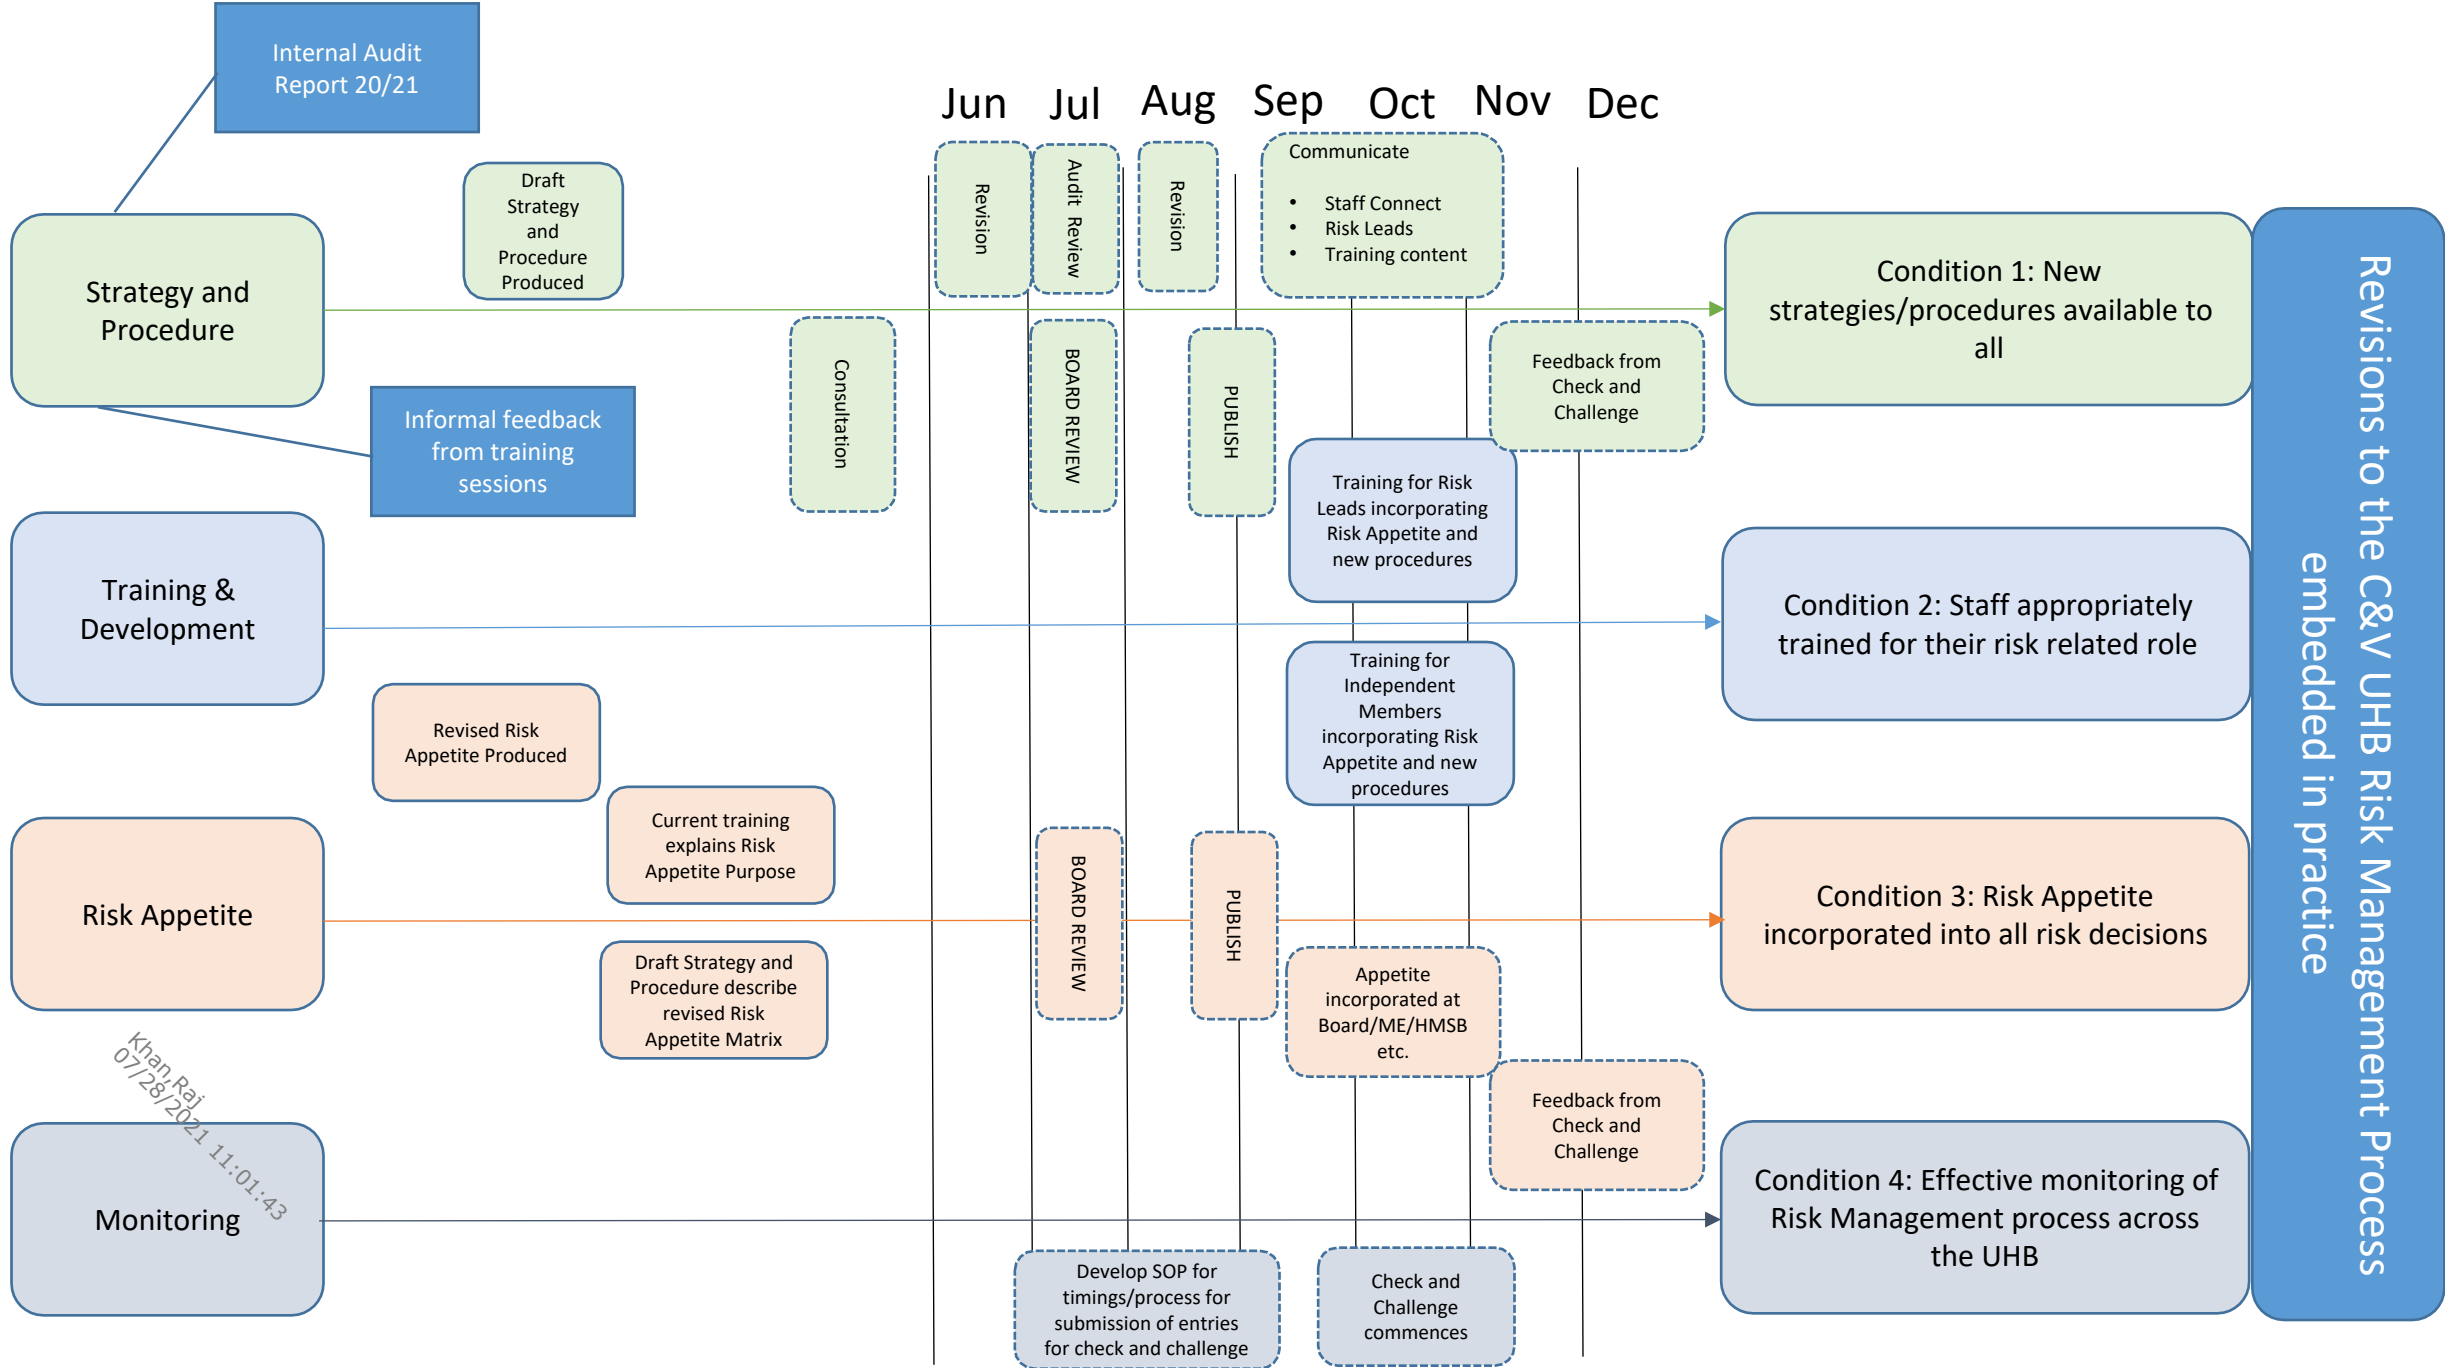 Internal Audit
Report 20/21
Jun Jul Aug Sep Oct Nov Dec
Draft
Strategy
and
Procedure
Produced
Revision
Audit Review
Revision
Communicate
• Staff Connect
• Risk Leads
• Training content
Strategy and
Procedure
Condition 1: New
strategies/procedures available to
all
Consultation
BOARD REVIEW
PUBLISH
Feedback from
Check and
Challenge
Informal feedback
from training
sessions
Training for Risk
Leads incorporating
Risk Appetite and
new procedures
Training &
Development
Condition 2: Staff appropriately
trained for their risk related role
Training for
Independent
Members
incorporating Risk
Appetite and new
procedures
Revised Risk
Appetite Produced
Current training
explains Risk
Appetite Purpose
Risk Appetite
BOARD REVIEW
PUBLISH
Condition 3: Risk Appetite
incorporated into all risk decisions
Draft Strategy and
Procedure describe
revised Risk
Appetite Matrix
Appetite
incorporated at
Board/ME/HMSB
etc.
Feedback from
Check and
Challenge
Khan,Raj
07/28/2021 11:01:43
Monitoring
Condition 4: Effective monitoring of
Risk Management process across
the UHB
Develop SOP for
timings/process for
submission of entries
for check and challenge
Check and
Challenge
commences
Revisions to the C&V UHB Risk Management Process
embedded in practice